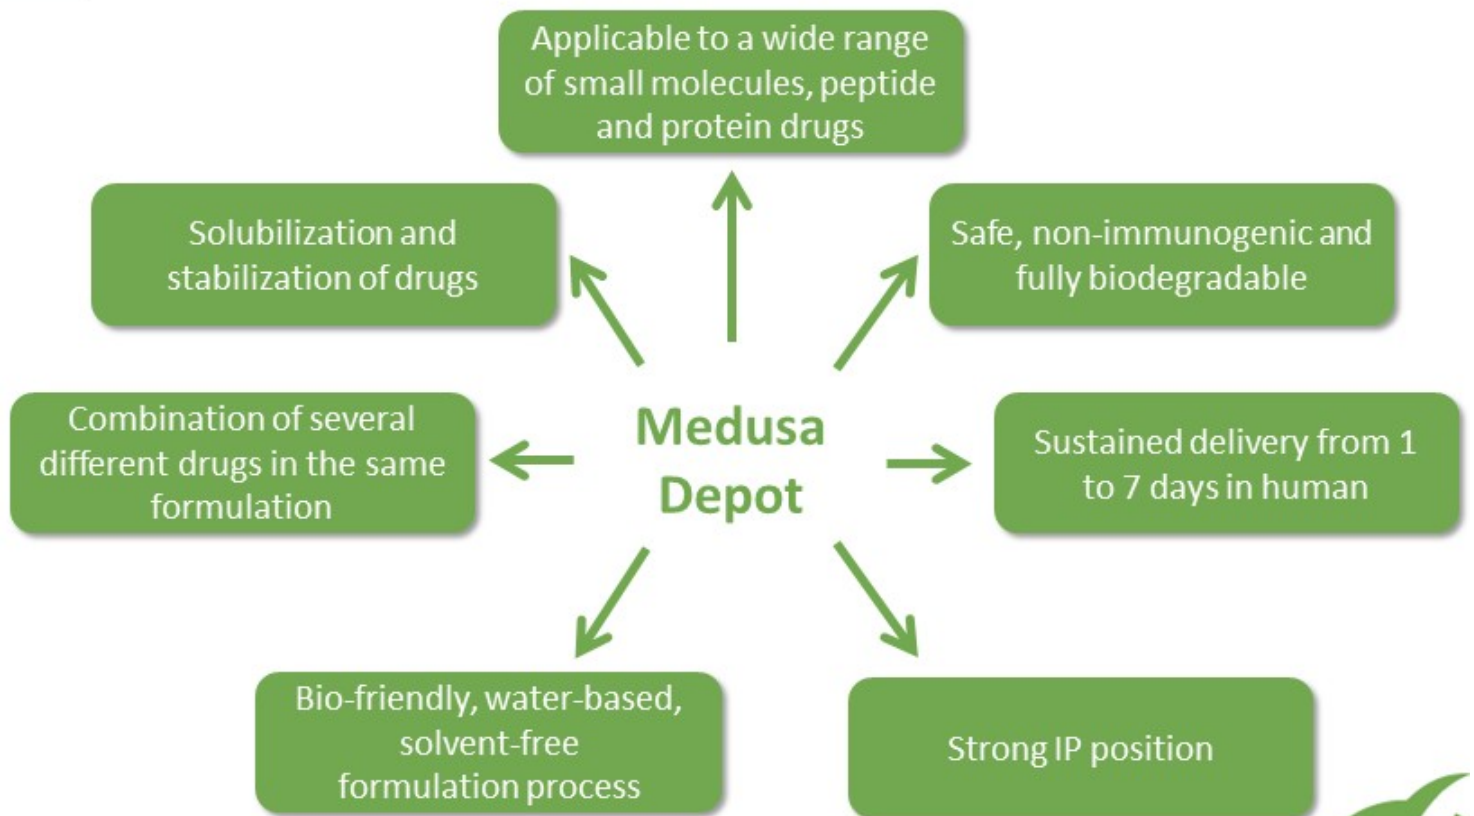 Applicable to a wide range
of small molecules, peptide
and protein drugs
Solubilization and
stabilization of drugs
Safe, non-immunogenic and
fully biodegradable
Combination of several
different drugs in the same
formulation
Medusa
Depot
Sustained delivery from 1
to 7 days in human
Bio-friendly, water-based,
solvent-free
formulation process
Strong IP position